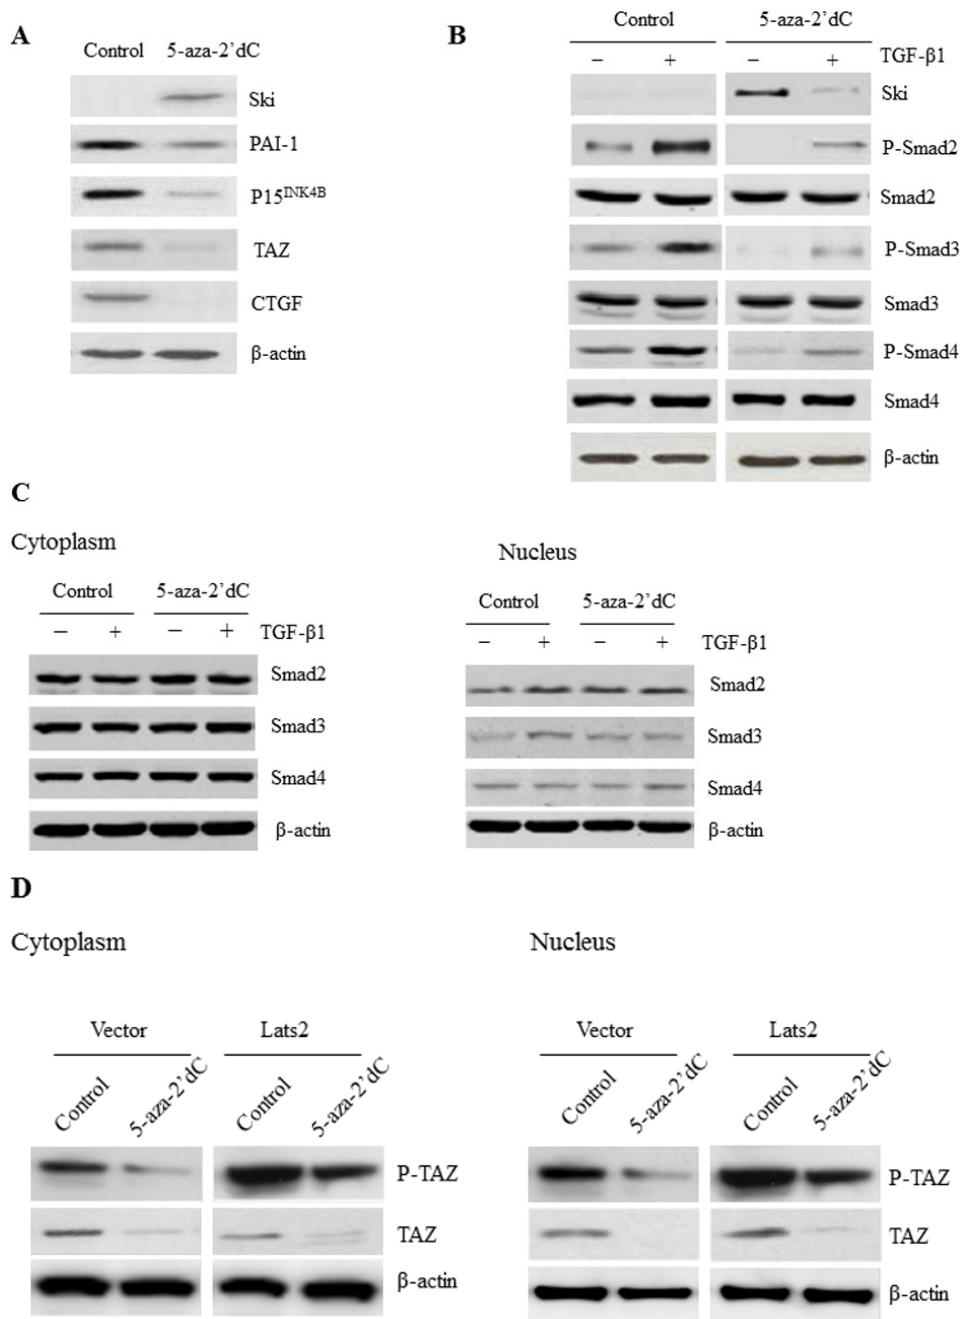 A
Control 5-aza-2’dC
Ski
PAI-1
P15INK4B
TAZ
CTGF
β-actin
B
Control 5-aza-2’dC
− + − + TGF-β1
Ski
P-Smad2
Smad2
P-Smad3
Smad3
P-Smad4
Smad4
β-actin
C
Cytoplasm
Control 5-aza-2’dC
− + − + TGF-β1
Smad2
Smad3
Smad4
β-actin
Nucleus
Control 5-aza-2’dC
− + − + TGF-β1
Smad2
Smad3
Smad4
β-actin
D
Cytoplasm
Vector Lats2
Control 5-aza-2’dC Control 5-aza-2’dC
P-TAZ
TAZ
β-actin
Nucleus
Vector Lats2
Control 5-aza-2’dC Control 5-aza-2’dC
P-TAZ
TAZ
β-actin